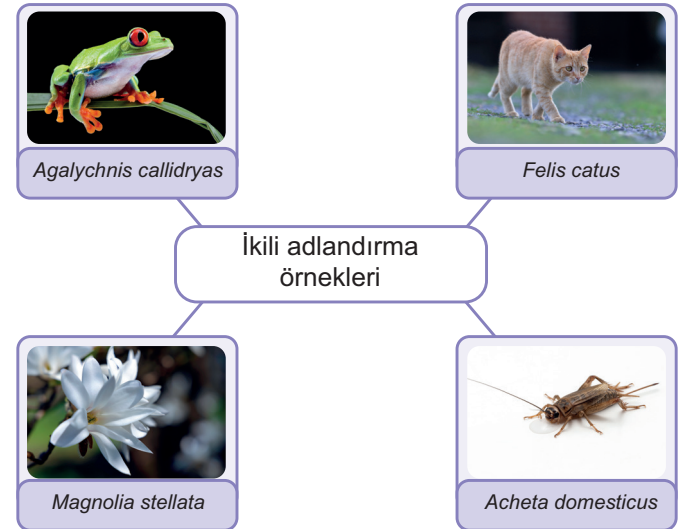 Agalychnis callidryas
Felis catus
İkili adlandırma
örnekleri
Magnolia stellata
Acheta domesticus